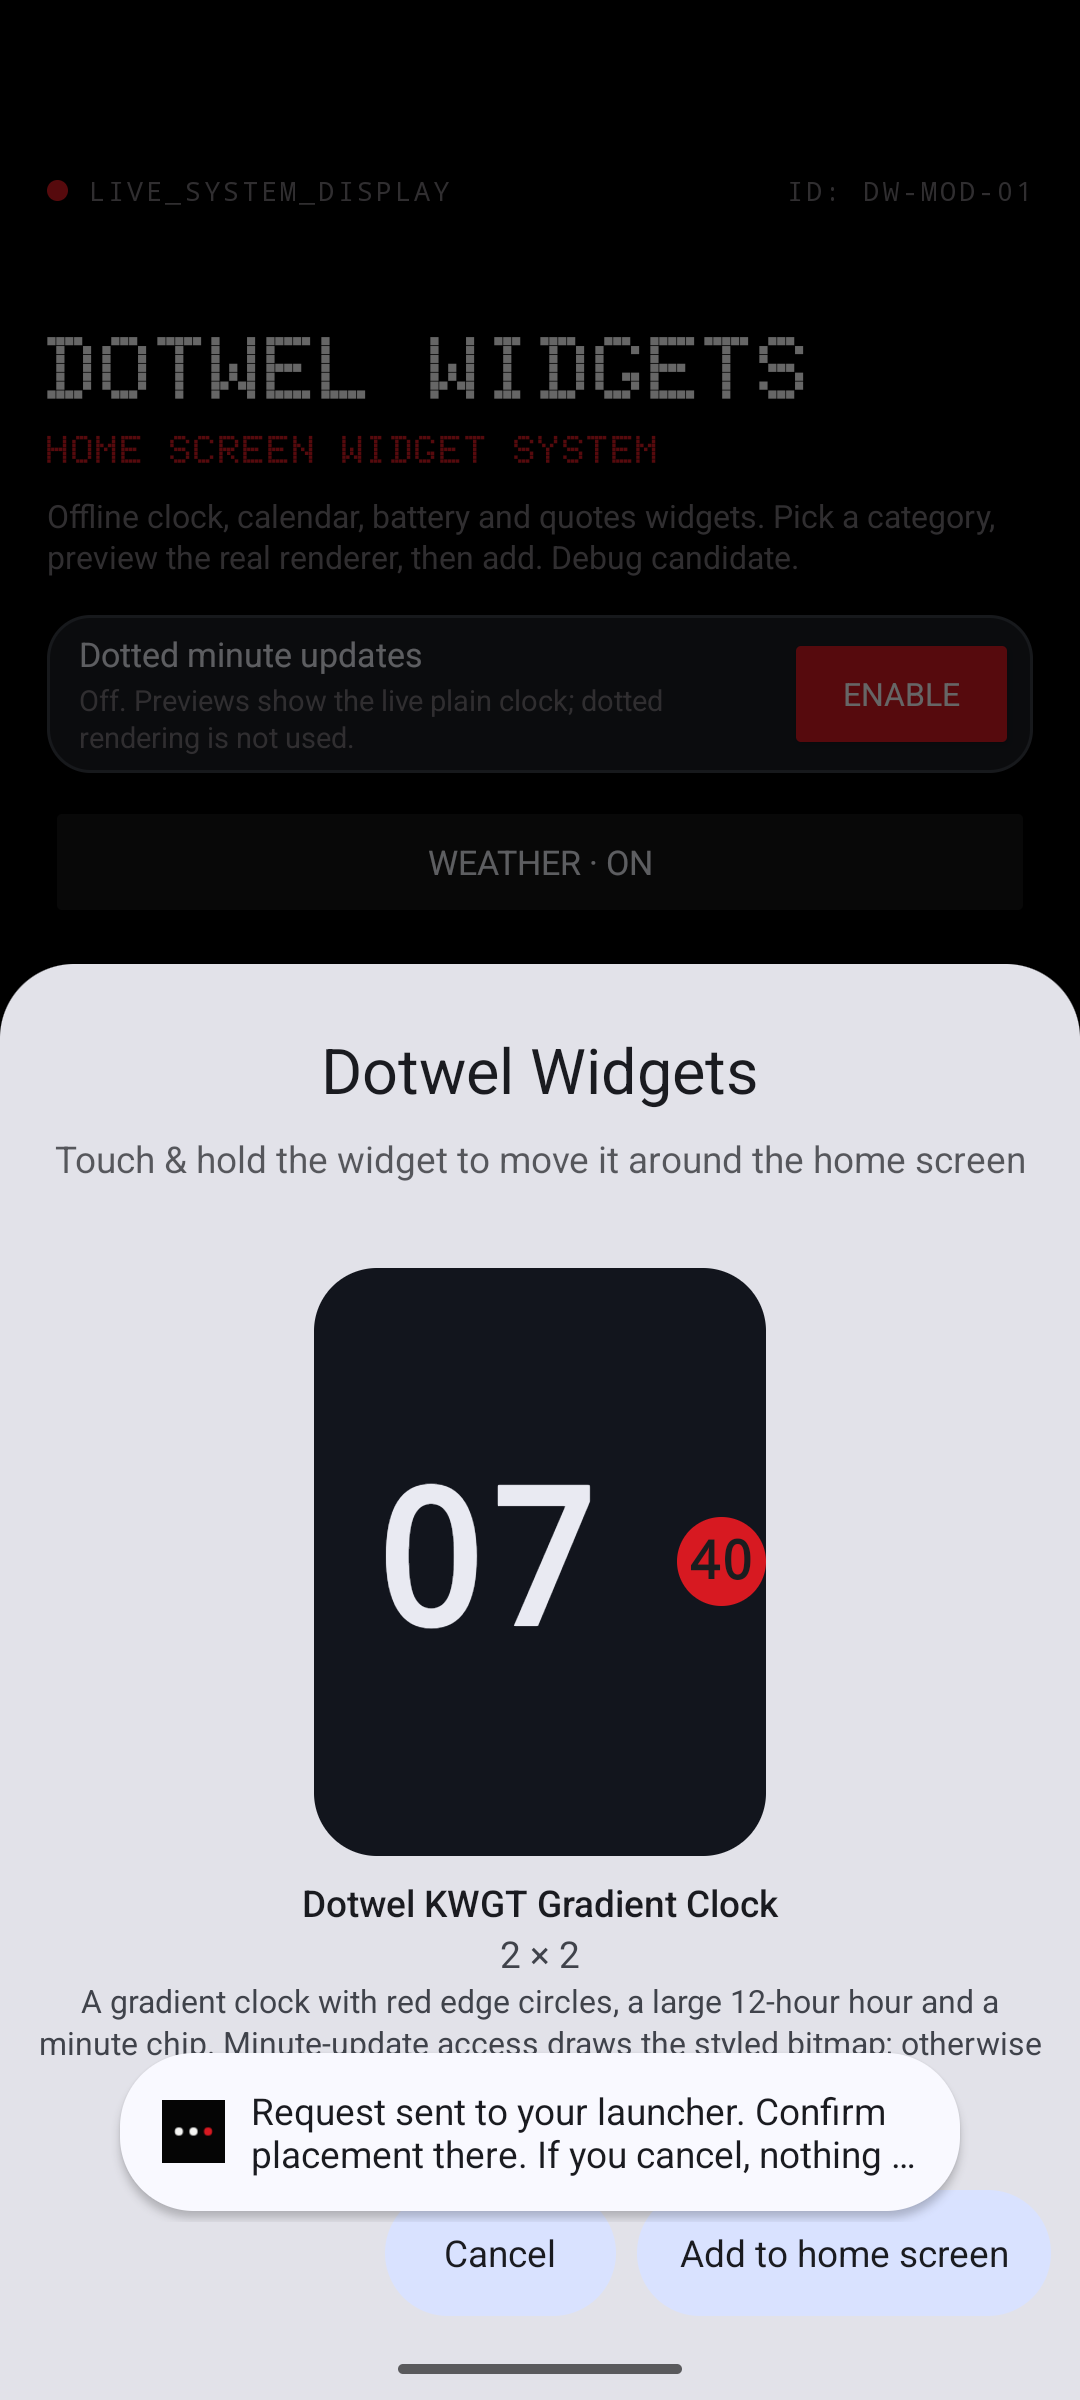 LIVE_SYSTEM_DISPLAY
ID: DW-MOD-01
DOTWEL WIDGETS
HOME SCREEN WIDGET SYSTEM
Offline clock, calendar, battery and quotes widgets. Pick a category,
preview the real renderer, then add. Debug candidate.
Dotted minute updates
Off. Previews show the live plain clock; dotted
rendering is not used.
ENABLE
WEATHER · ON
Dotwel Widgets
Touch & hold the widget to move it around the home screen
07
40
Dotwel KWGT Gradient Clock
2 × 2
A gradient clock with red edge circles, a large 12-hour hour and a
minute chip. Minute-update access draws the styled bitmap; otherwise
Request sent to your launcher. Confirm
placement there. If you cancel, nothing …
Cancel
Add to home screen